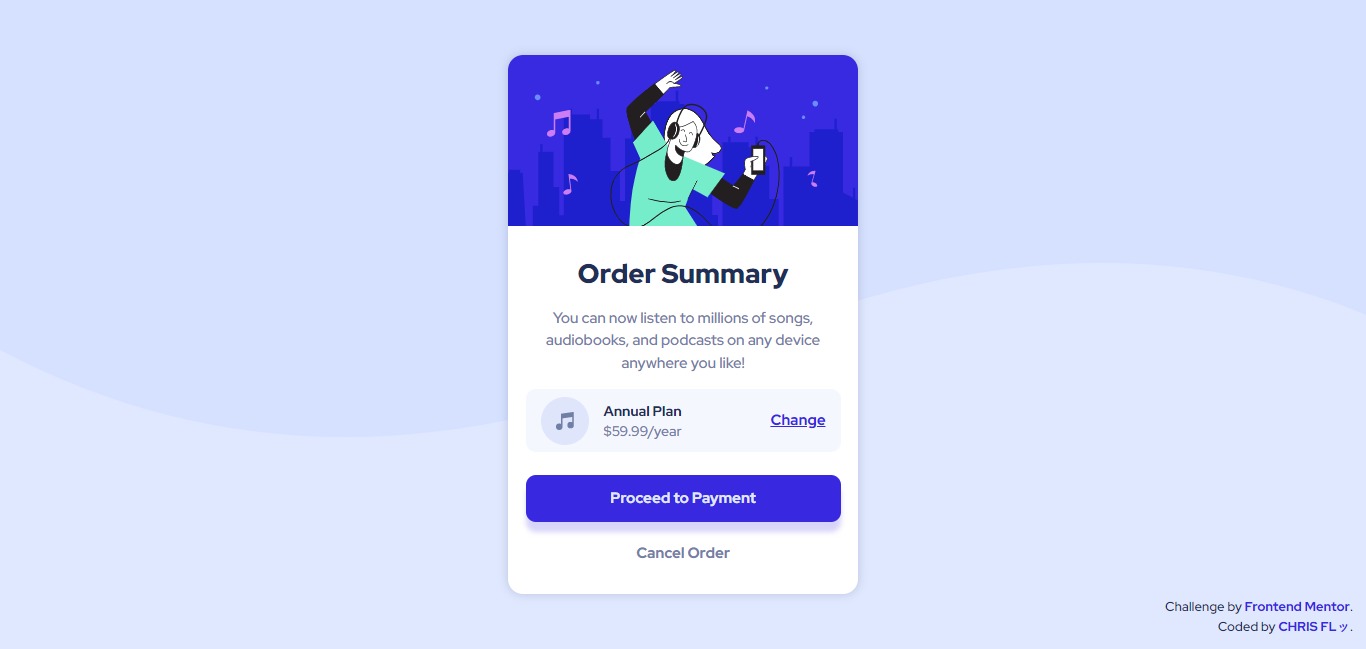 Order Summary
You can now listen to millions of songs,
audiobooks, and podcasts on any device
anywhere you like!
Annual Plan
$59.99/year
Change
Proceed to Payment
Cancel Order
Challenge by Frontend Mentor.
Coded by CHRIS FLッ.